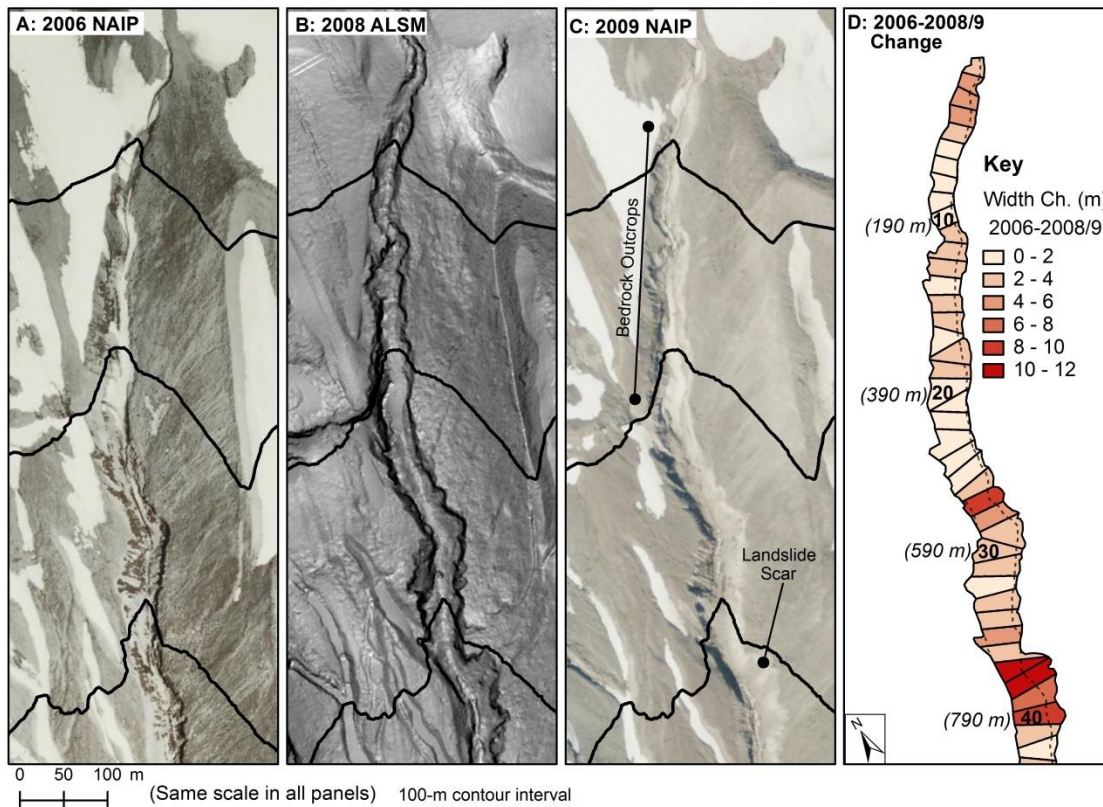 A: 2006 NAIP
B: 2008 ALSM
C: 2009 NAIP
D: 2006-2008/9
Change
Bedrock Outcrops
Landslide
Scar
Key
Width Ch. (m)
2006-2008/9
0 - 2
2 - 4
4 - 6
6 - 8
8 - 10
10 - 12
(190 m) 10
(390 m) 20
(590 m) 30
(790 m) 40
N
0 50 100 m
(Same scale in all panels) 100-m contour interval